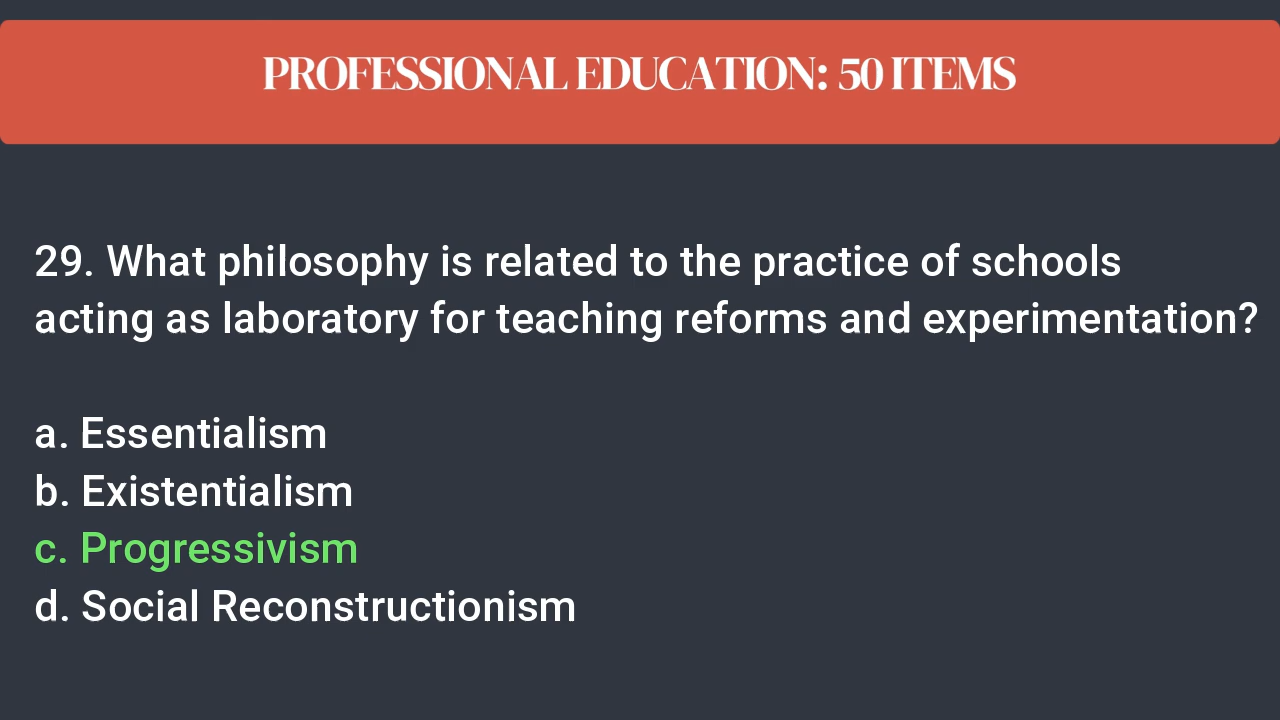 PROFESSIONAL EDUCATION: 50 ITEMS
29. What philosophy is related to the practice of schools
acting as laboratory for teaching reforms and experimentation?
a. Essentialism
b. Existentialism
c. Progressivism
d. Social Reconstructionism